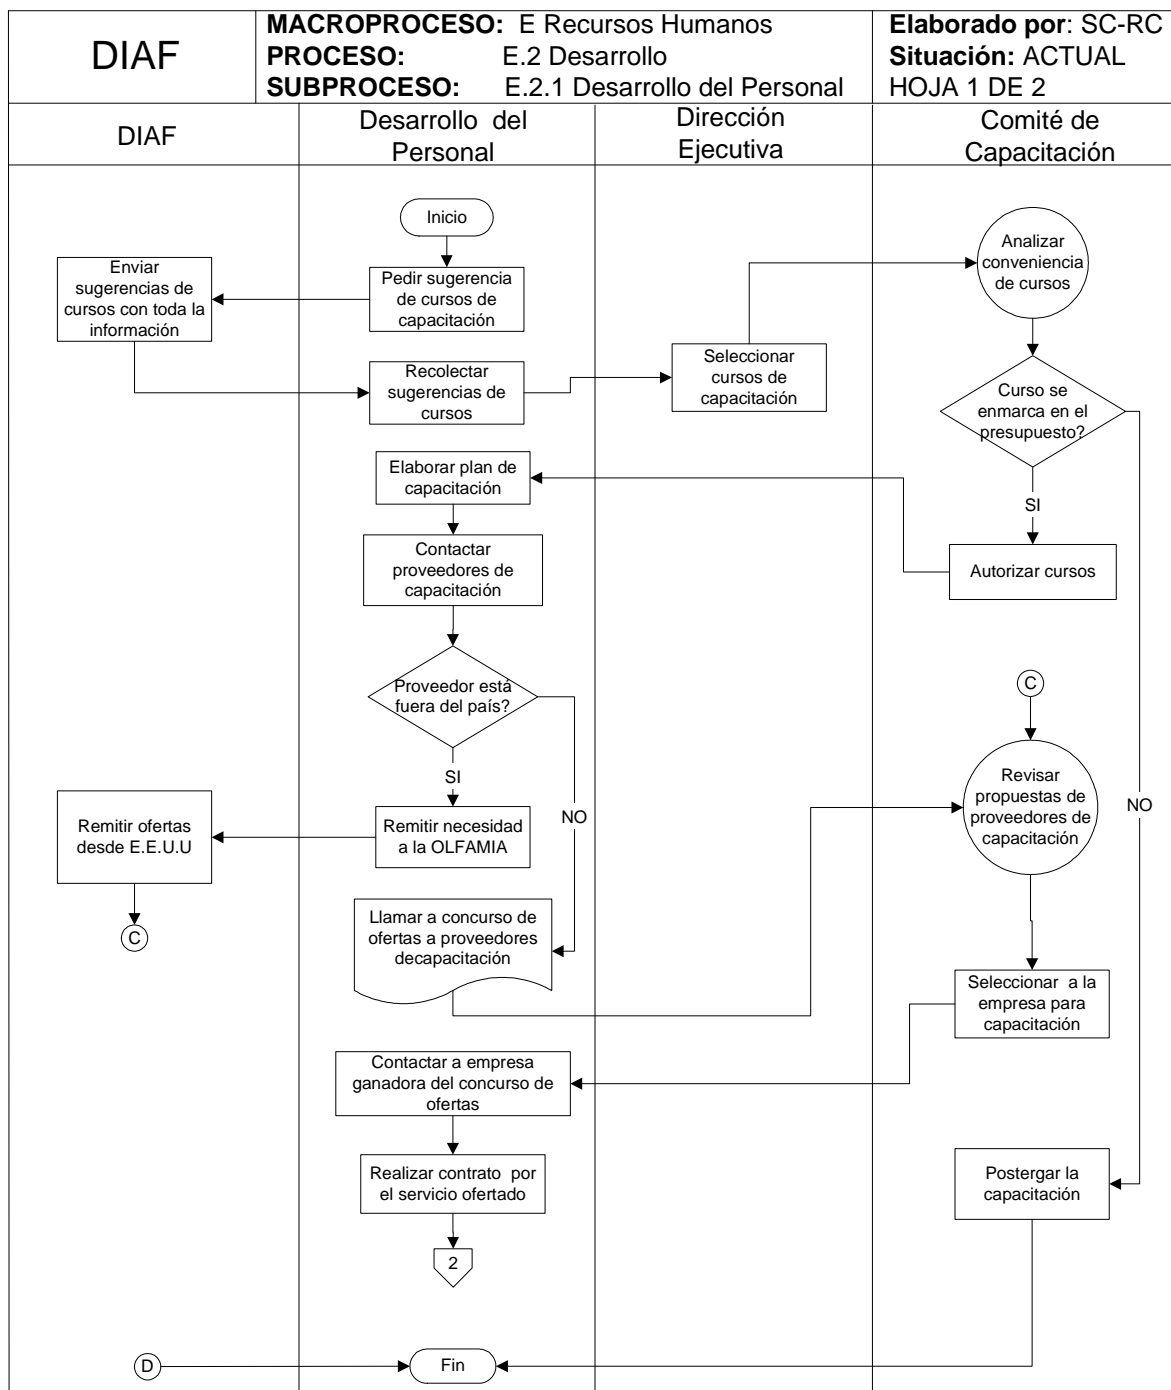 DIAF
MACROPROCESO: E Recursos Humanos
PROCESO: E.2 Desarrollo
SUBPROCESO: E.2.1 Desarrollo del Personal
Elaborado por: SC-RC
Situación: ACTUAL
HOJA 1 DE 2
DIAF
Desarrollo del
Personal
Dirección
Ejecutiva
Comité de
Capacitación
Inicio
Pedir sugerencia
de cursos de
capacitación
Enviar
sugerencias de
cursos con toda la
información
Recolectar
sugerencias de
cursos
Seleccionar
cursos de
capacitación
Analizar
conveniencia
de cursos
Curso se
enmarca en el
presupuesto?
SI
NO
Autorizar cursos
Elaborar plan de
capacitación
Contactar
proveedores de
capacitación
Proveedor está
fuera del país?
SI
NO
Remitir necesidad
a la OLFAMIA
Remitir ofertas
desde E.E.U.U
C
Llamar a concurso de
ofertas a proveedores
decapacitación
C
Revisar
propuestas de
proveedores de
capacitación
Seleccionar a la
empresa para
capacitación
Contactar a empresa
ganadora del concurso de
ofertas
Realizar contrato por
el servicio ofertado
2
Postergar la
capacitación
D
Fin